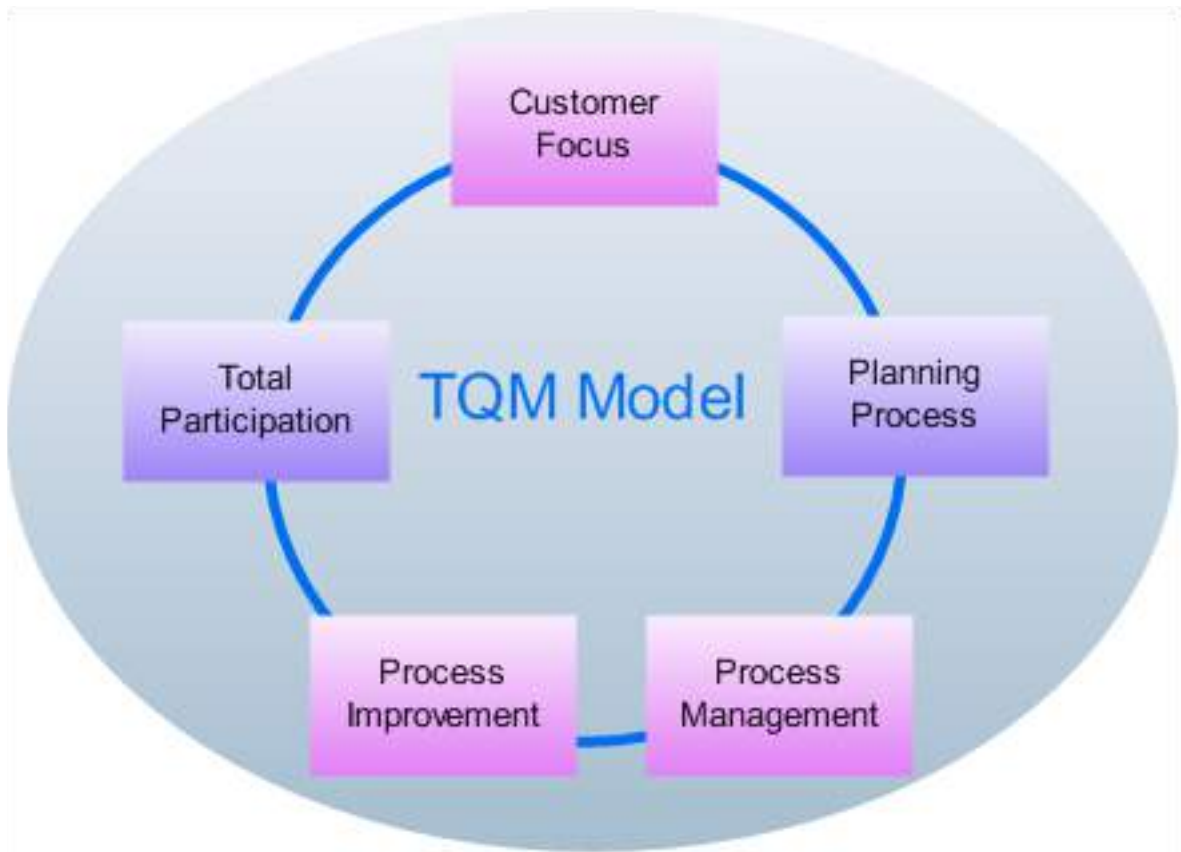 Customer
Focus
Total
Participation
TQM Model
Planning
Process
Process
Improvement
Process
Management